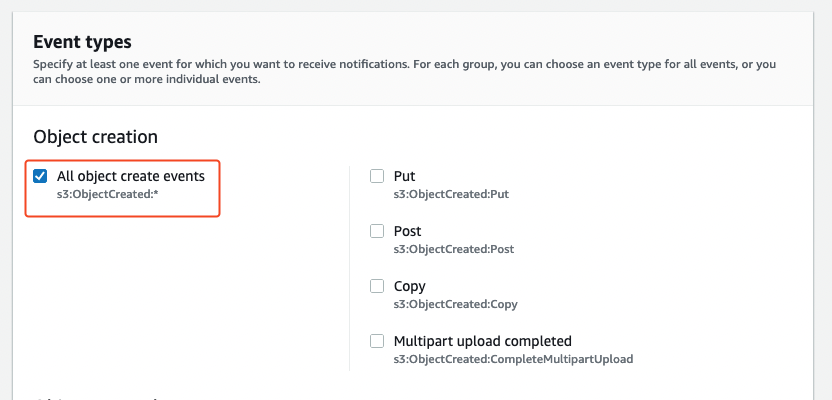 Event types
Specify at least one event for which you want to receive notifications. For each group, you can choose an event type for all events, or you
can choose one or more individual events.
Object creation
All object create events
s3:ObjectCreated:*
Put
s3:ObjectCreated:Put
Post
s3:ObjectCreated:Post
Copy
s3:ObjectCreated:Copy
Multipart upload completed
s3:ObjectCreated:CompleteMultipartUpload